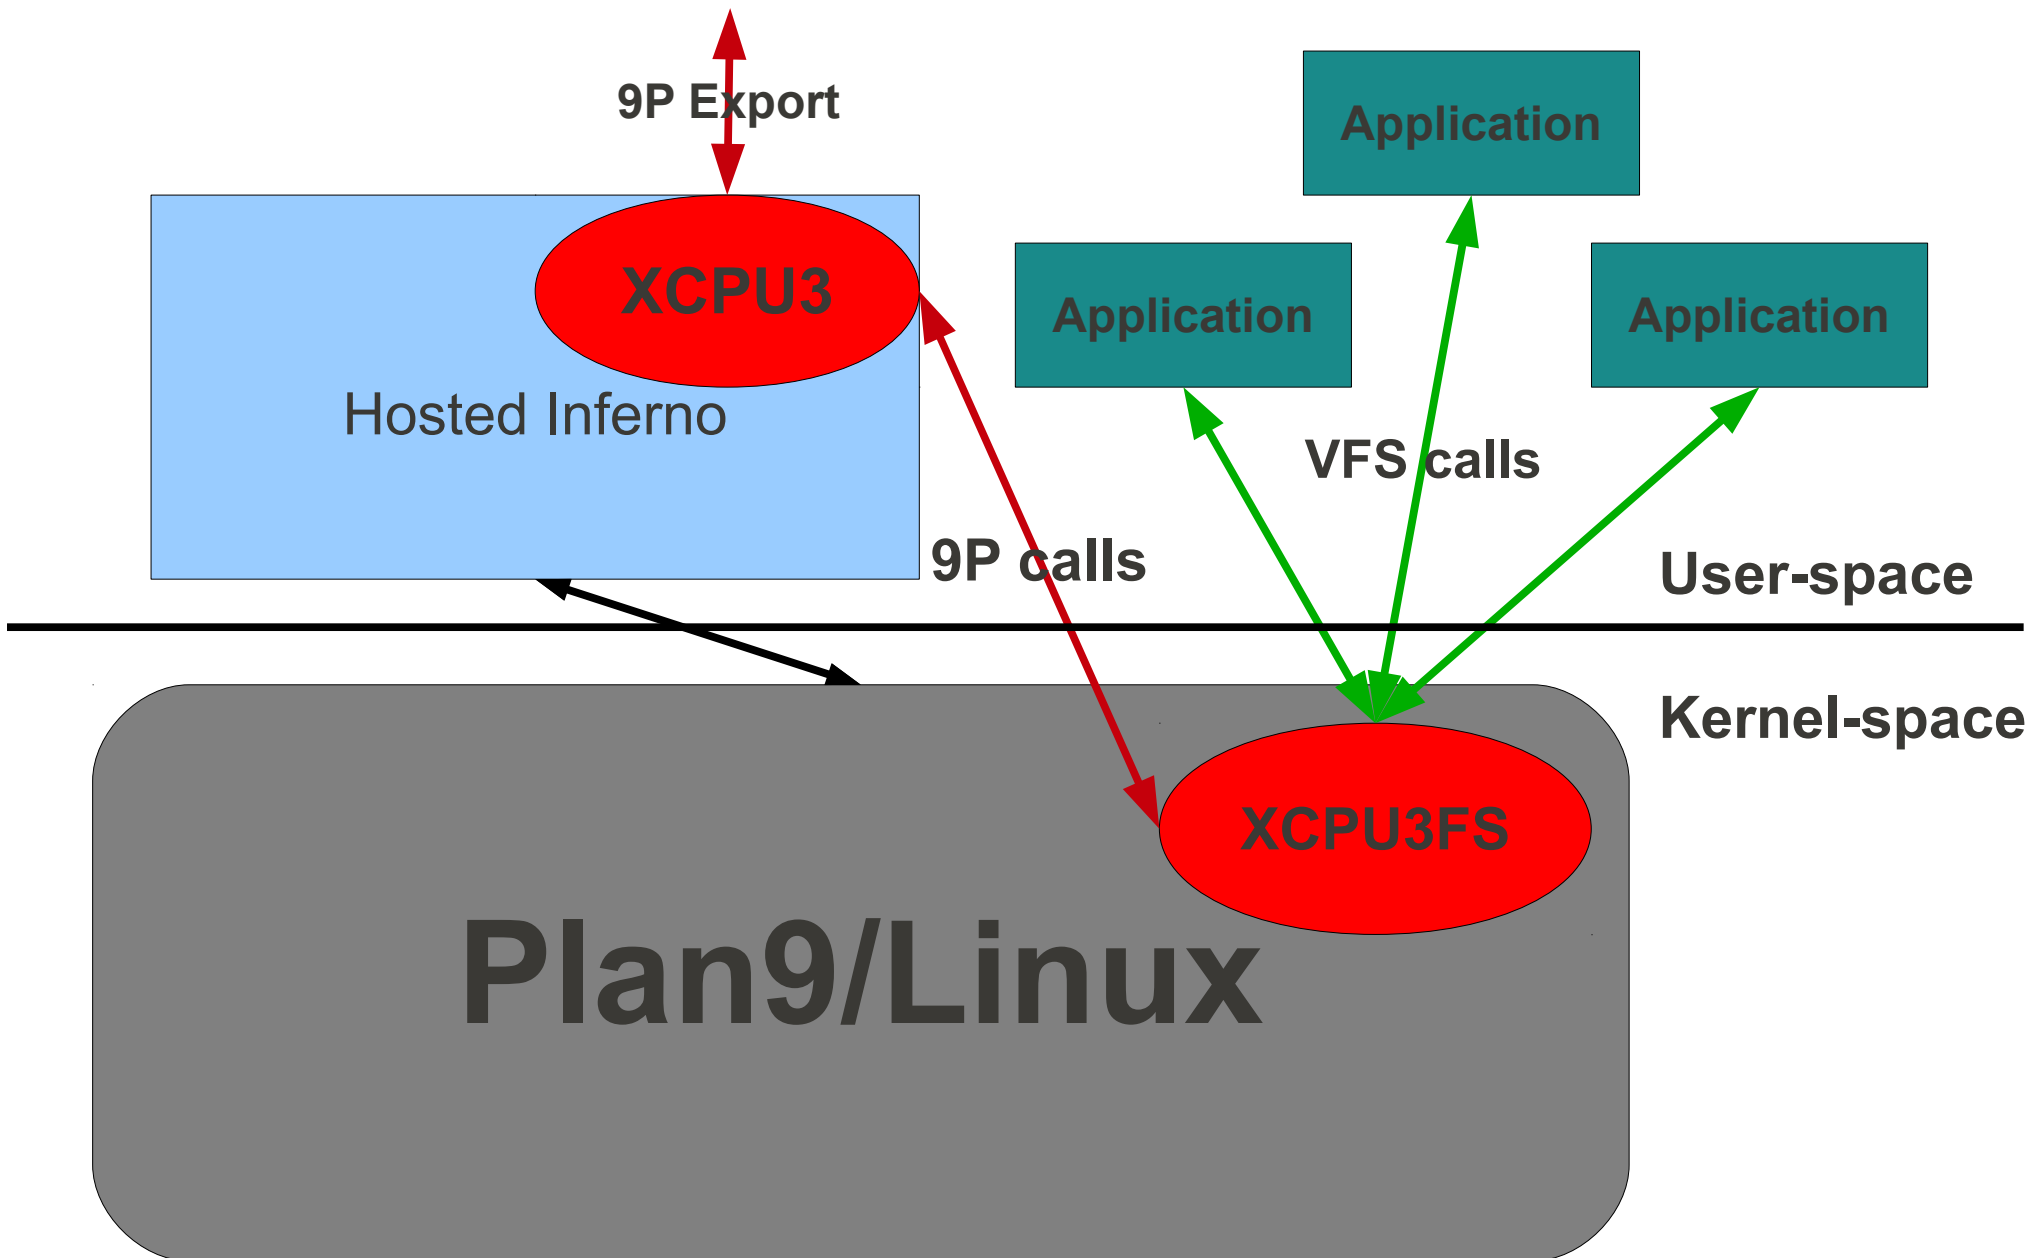 9P Export
Application
XCPU3
Application
Application
Hosted Inferno
VFS calls
9P calls
User-space
Kernel-space
XCPU3FS
Plan9/Linux